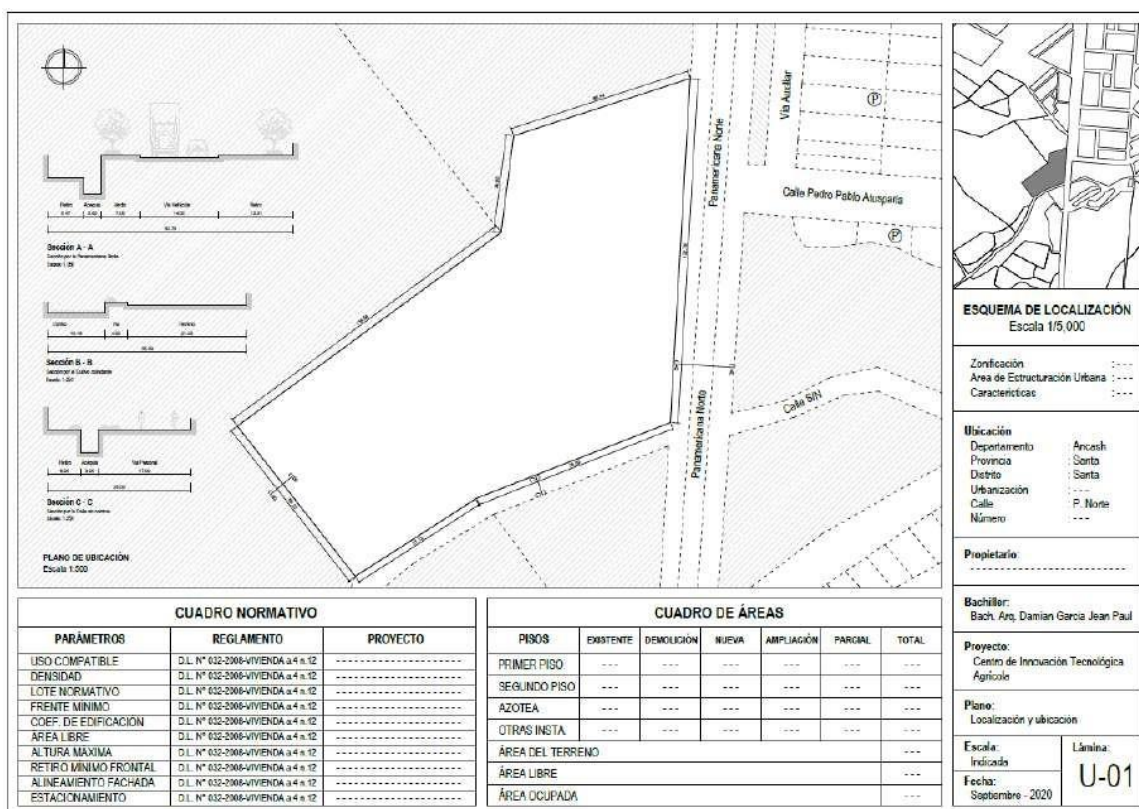 Retiro Acequia Berma Vía Vehicular Retiro
Sección A - A
Sección B - B
Sección C - C
PLANO DE UBICACIÓN
Escala 1:500
Panamericana Norte
Vía Auxiliar
P
Calle Pedro Pablo Atusparia
P
Calle S/N
Panamericana Norte
ESQUEMA DE LOCALIZACIÓN
Escala 1/5,000
Zonificación : ---
Area de Estructuración Urbana : ---
Características : ---
Ubicación
Departamento : Ancash
Provincia : Santa
Distrito : Santa
Urbanización : ---
Calle : P. Norte
Número : ---
Propietario:
Bachiller:
Bach. Arq. Damian Garcia Jean Paul
Proyecto:
Centro de Innovación Tecnológica
Agrícola
Plano:
Localización y ubicación
Escala:
Indicada
Fecha:
Septiembre - 2020
Lámina:
U-01
CUADRO NORMATIVO
PARÁMETROS REGLAMENTO PROYECTO
USO COMPATIBLE D.L. N° 032-2008-VIVIENDA a.4 n.12
DENSIDAD D.L. N° 032-2008-VIVIENDA a.4 n.12
LOTE NORMATIVO D.L. N° 032-2008-VIVIENDA a.4 n.12
FRENTE MÍNIMO D.L. N° 032-2008-VIVIENDA a.4 n.12
COEF. DE EDIFICACIÓN D.L. N° 032-2008-VIVIENDA a.4 n.12
ÁREA LIBRE D.L. N° 032-2008-VIVIENDA a.4 n.12
ALTURA MÁXIMA D.L. N° 032-2008-VIVIENDA a.4 n.12
RETIRO MÍNIMO FRONTAL D.L. N° 032-2008-VIVIENDA a.4 n.12
ALINEAMIENTO FACHADA D.L. N° 032-2008-VIVIENDA a.4 n.12
ESTACIONAMIENTO D.L. N° 032-2008-VIVIENDA a.4 n.12
CUADRO DE ÁREAS
PISOS EXISTENTE DEMOLICIÓN NUEVA AMPLIACIÓN PARCIAL TOTAL
PRIMER PISO --- --- --- --- --- ---
SEGUNDO PISO --- --- --- --- --- ---
AZOTEA --- --- --- --- --- ---
OTRAS INSTA. --- --- --- --- --- ---
ÁREA DEL TERRENO ---
ÁREA LIBRE ---
ÁREA OCUPADA ---